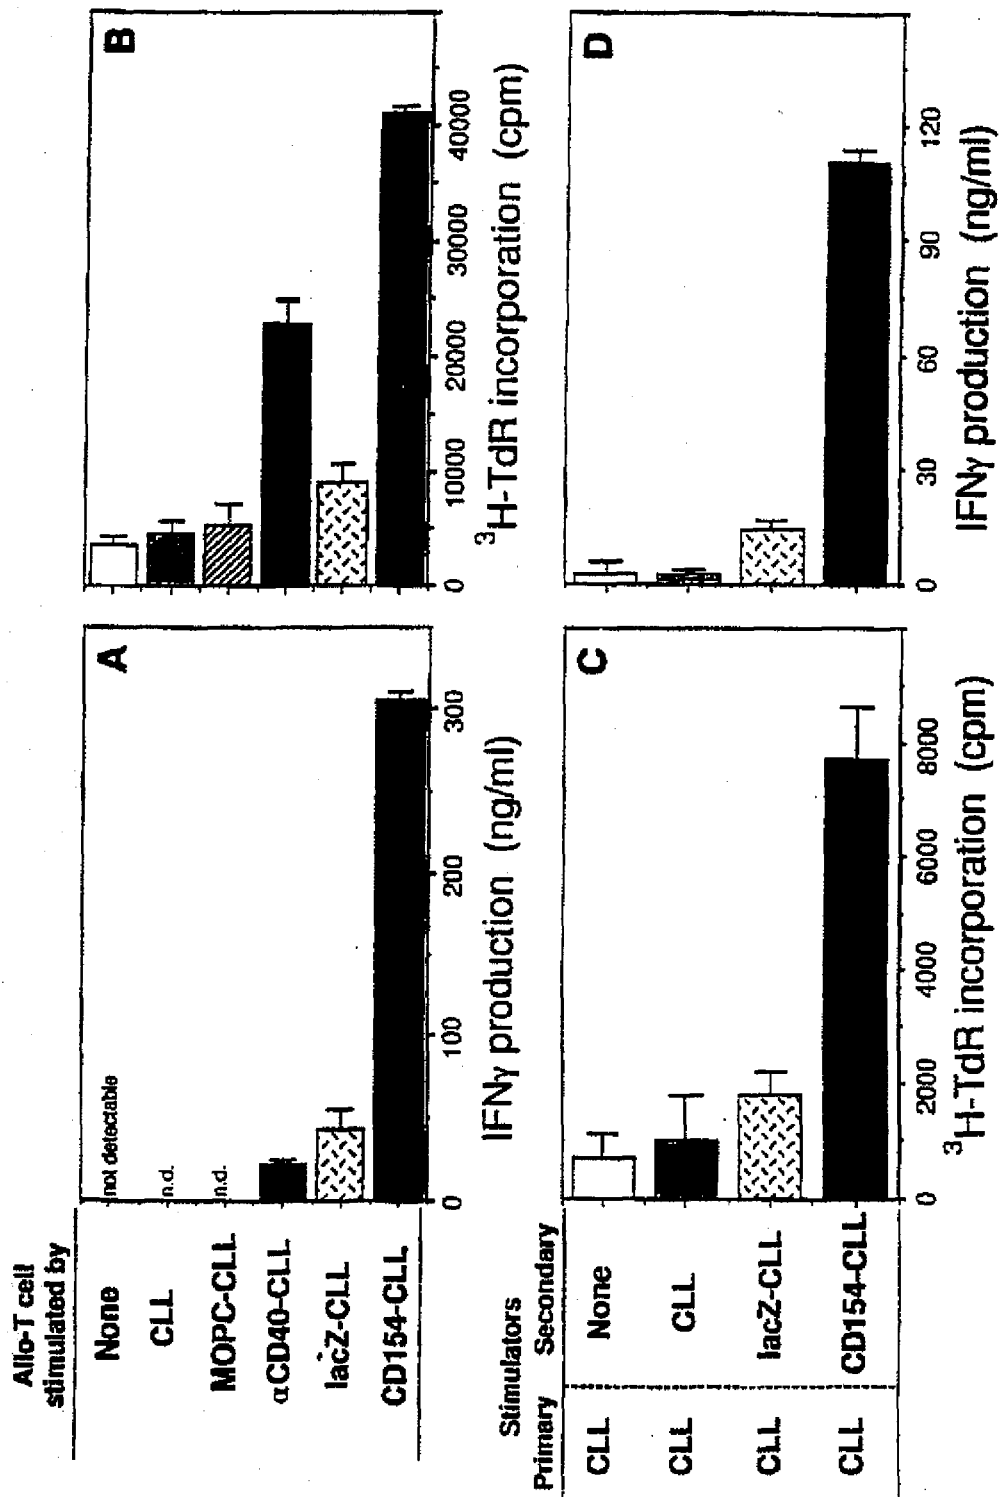 Allo-T cell
stimulated by
None
CLL
MOPC-CLL
αCD40-CLL
lacZ-CLL
CD154-CLL
A
not detectable
n.d.
n.d.
0 100 200 300
IFNγ production (ng/ml)
B
0 10000 20000 30000 40000
³H-TdR incorporation (cpm)
Stimulators
Primary Secondary
CLL None
CLL CLL
CLL lacZ-CLL
CLL CD154-CLL
C
0 2000 4000 6000 8000
³H-TdR incorporation (cpm)
D
0 30 60 90 120
IFNγ production (ng/ml)